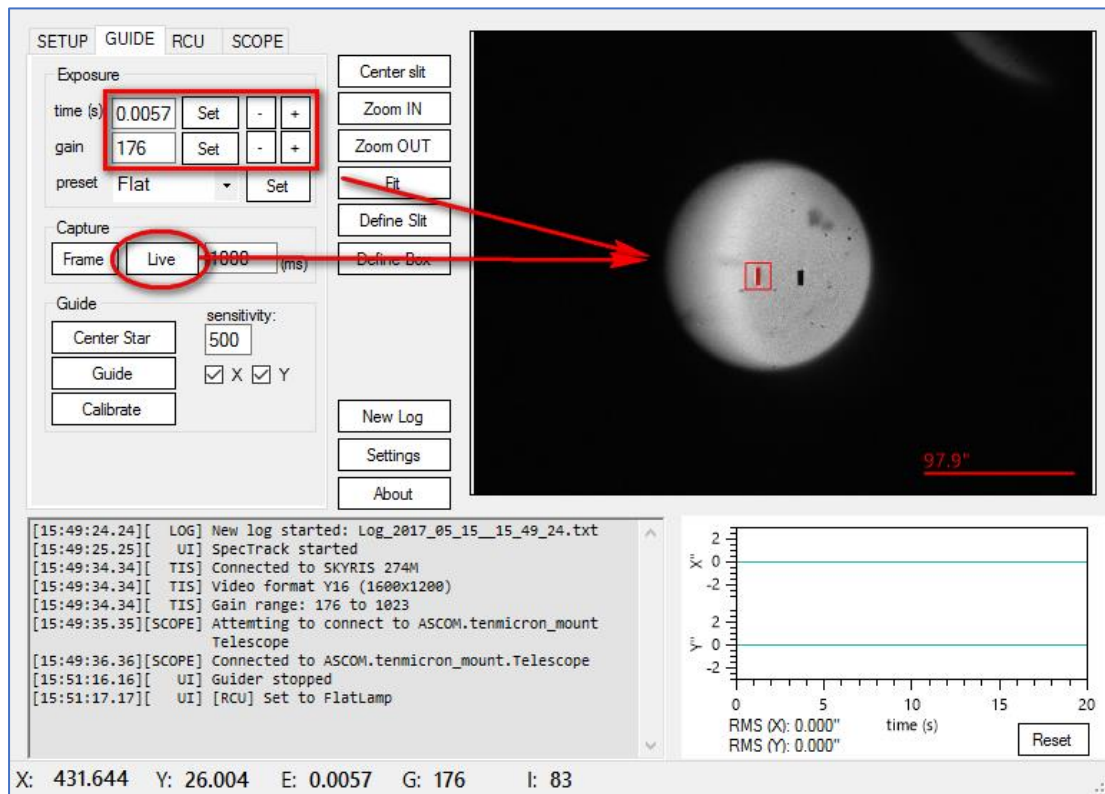 SETUP GUIDE RCU SCOPE
Exposure
time (s) 0.0057 Set - +
gain 176 Set - +
preset Flat Set
Capture
Frame Live 1000 (ms)
Guide
sensitivity:
Center Star 500
Guide X Y
Calibrate
Center slit
Zoom IN
Zoom OUT
Fit
Define Slit
Define Box
New Log
Settings
About
97.9"
[15:49:24.24][ LOG] New log started: Log_2017_05_15__15_49_24.txt
[15:49:25.25][ UI] SpecTrack started
[15:49:34.34][ TIS] Connected to SKYRIS 274M
[15:49:34.34][ TIS] Video format Y16 (1600x1200)
[15:49:34.34][ TIS] Gain range: 176 to 1023
[15:49:35.35][SCOPE] Attemting to connect to ASCOM.tenmicron_mount
Telescope
[15:49:36.36][SCOPE] Connected to ASCOM.tenmicron_mount.Telescope
[15:51:16.16][ UI] Guider stopped
[15:51:17.17][ UI] [RCU] Set to FlatLamp
X"
2
0
-2
Y"
2
0
-2
0 5 10 15 20
time (s)
RMS (X): 0.000"
RMS (Y): 0.000"
Reset
X: 431.644 Y: 26.004 E: 0.0057 G: 176 I: 83